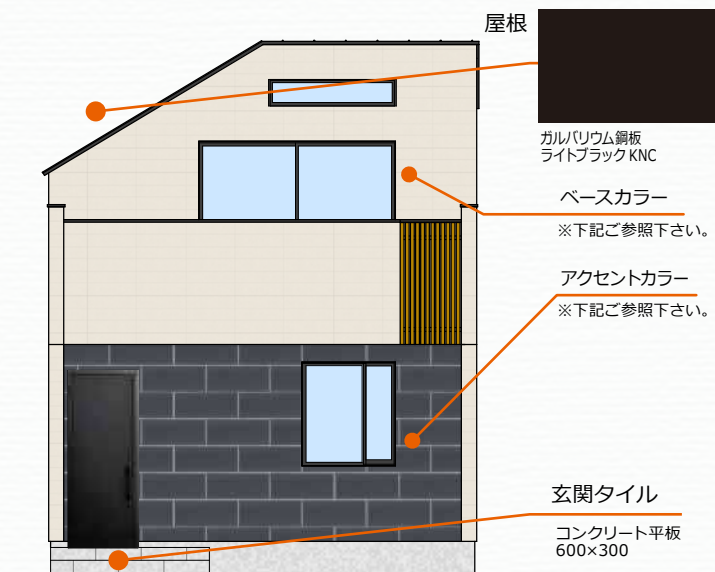 屋根
ガルバリウム鋼板
ライトブラック KNC
ベースカラー
※下記ご参照下さい。
アクセントカラー
※下記ご参照下さい。
玄関タイル
コンクリート平板
600×300